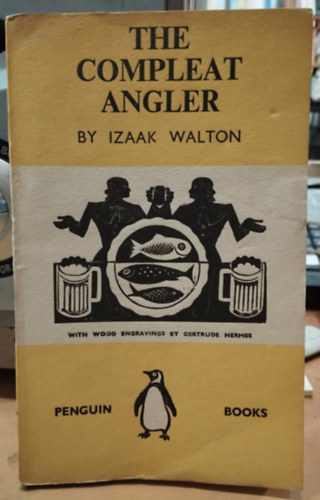 THE
COMPLEAT
ANGLER
BY IZAAK WALTON
WITH WOOD ENGRAVINGS BY GERTRUDE HERMES
PENGUIN BOOKS